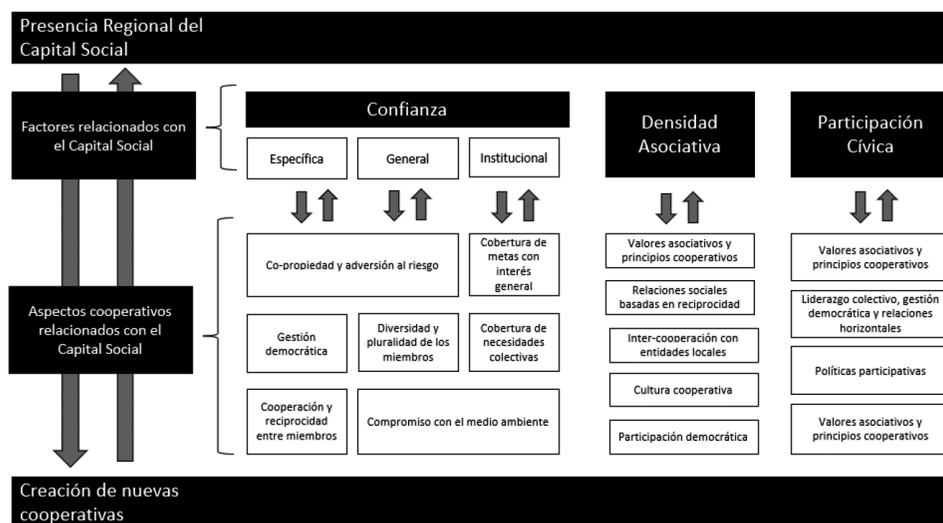 Presencia Regional del
Capital Social
Factores relacionados con
el Capital Social
Confianza
Específica
General
Institucional
Densidad
Asociativa
Participación
Cívica
Aspectos cooperativos
relacionados con el
Capital Social
Co-propiedad y adversión al riesgo
Cobertura de
metas con
interés
general
Gestión
democrática
Diversidad y
pluralidad de los
miembros
Cobertura de
necesidades
colectivas
Cooperación y
reciprocidad
entre miembros
Compromiso con el medio ambiente
Valores asociativos y
principios cooperativos
Relaciones sociales
basadas en reciprocidad
Inter-cooperación con
entidades locales
Cultura cooperativa
Participación democrática
Valores asociativos y
principios cooperativos
Liderazgo colectivo, gestión
democrática y relaciones
horizontales
Políticas participativas
Valores asociativos y
principios cooperativos
Creación de nuevas
cooperativas